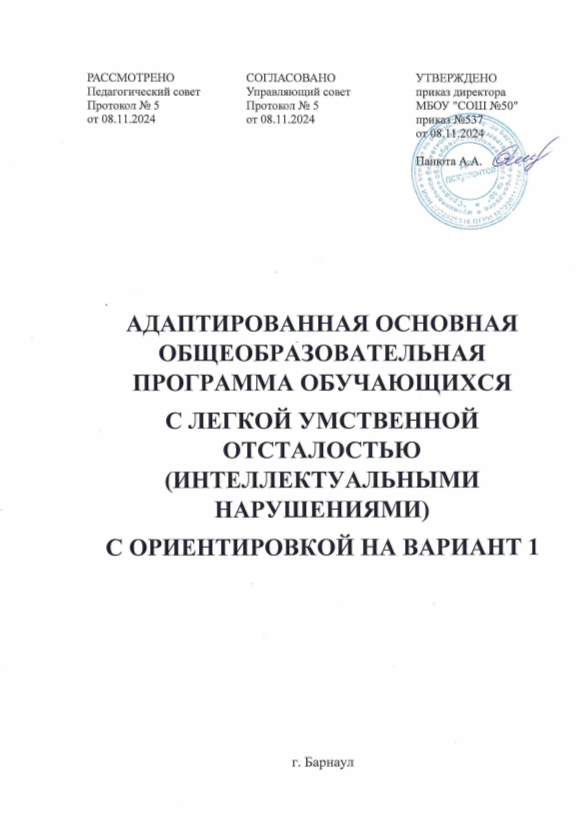 РАССМОТРЕНО
Педагогический совет
Протокол № 5
от 08.11.2024
СОГЛАСОВАНО
Управляющий совет
Протокол № 5
от 08.11.2024
УТВЕРЖДЕНО
приказ директора
МБОУ "СОШ №50"
приказ №537
от 08.11.2024
Панюта А.А.
документов
АДАПТИРОВАННАЯ ОСНОВНАЯ
ОБЩЕОБРАЗОВАТЕЛЬНАЯ
ПРОГРАММА ОБУЧАЮЩИХСЯ
С ЛЕГКОЙ УМСТВЕННОЙ
ОТСТАЛОСТЬЮ
(ИНТЕЛЛЕКТУАЛЬНЫМИ
НАРУШЕНИЯМИ)
С ОРИЕНТИРОВКОЙ НА ВАРИАНТ 1
г. Барнаул